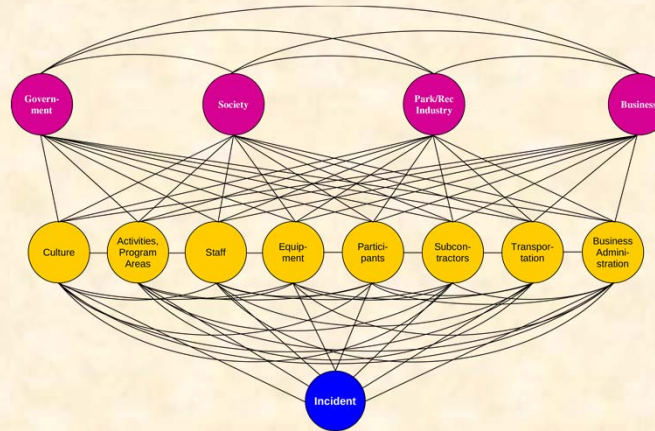 Govern-
ment
Society
Park/Rec
Industry
Business
Culture
Activities,
Program
Areas
Staff
Equip-
ment
Partici-
pants
Subcon-
tractors
Transpor-
tation
Business
Admini-
stration
Incident